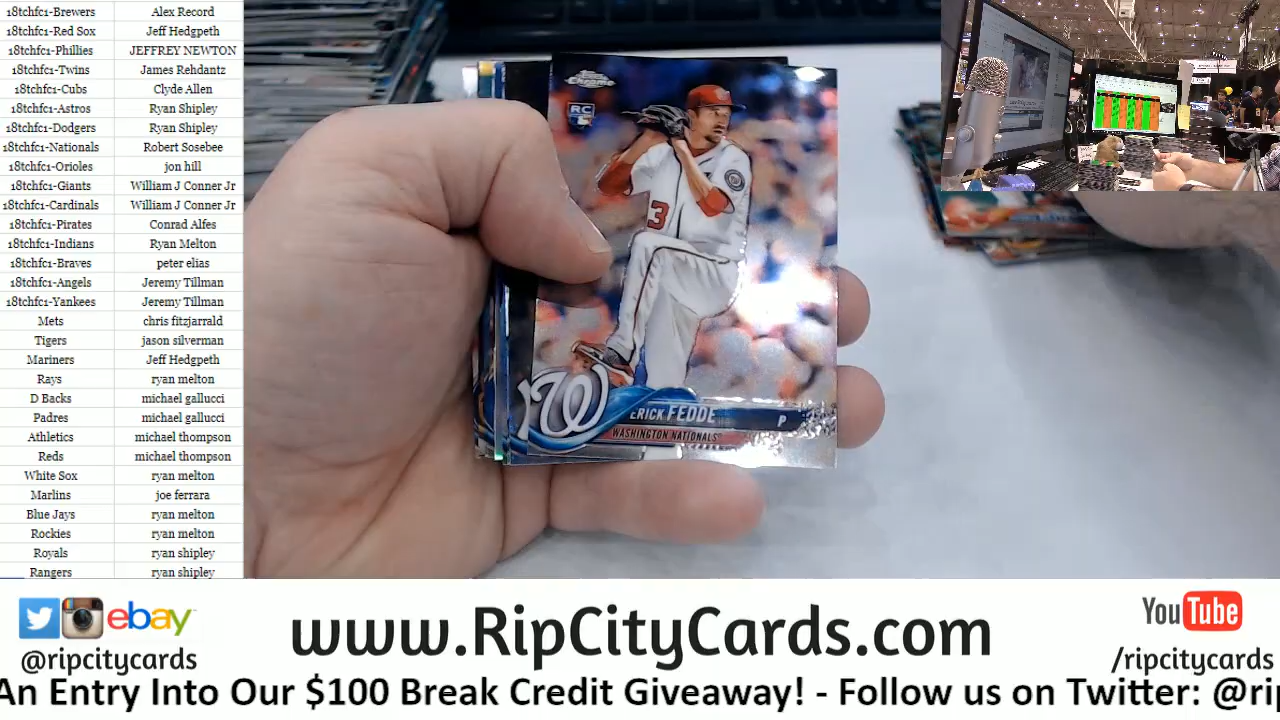 18tchfc1-Brewers Alex Record
18tchfc1-Red Sox Jeff Hedgpeth
18tchfc1-Phillies JEFFREY NEWTON
18tchfc1-Twins James Rehdantz
18tchfc1-Cubs Clyde Allen
18tchfc1-Astros Ryan Shipley
18tchfc1-Dodgers Ryan Shipley
18tchfc1-Nationals Robert Sosebee
18tchfc1-Orioles jon hill
18tchfc1-Giants William J Conner Jr
18tchfc1-Cardinals William J Conner Jr
18tchfc1-Pirates Conrad Alfes
18tchfc1-Indians Ryan Melton
18tchfc1-Braves peter elias
18tchfc1-Angels Jeremy Tillman
18tchfc1-Yankees Jeremy Tillman
Mets chris fitzjarrald
Tigers jason silverman
Mariners Jeff Hedgpeth
Rays ryan melton
D Backs michael gallucci
Padres michael gallucci
Athletics michael thompson
Reds michael thompson
White Sox ryan melton
Marlins joe ferrara
Blue Jays ryan melton
Rockies ryan melton
Royals ryan shipley
Rangers ryan shipley
Chrome
RC
3
W
ERICK FEDDE P
WASHINGTON NATIONALS
ebay
@ripcitycards
www.RipCityCards.com
YouTube
/ripcitycards
An Entry Into Our $100 Break Credit Giveaway! - Follow us on Twitter: @rip